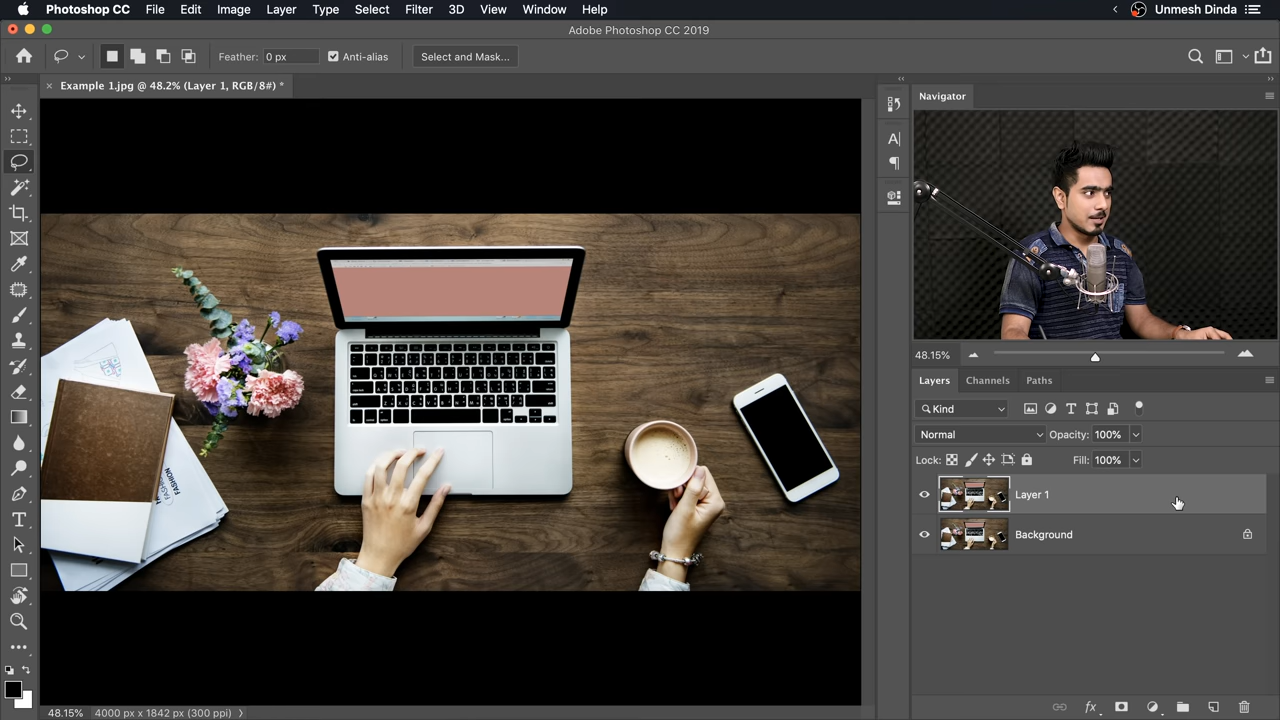 Photoshop CC File Edit Image Layer Type Select Filter 3D View Window Help Unmesh Dinda
Adobe Photoshop CC 2019
Feather: 0 px Anti-alias Select and Mask...
Example 1.jpg @ 48.2% (Layer 1, RGB/8#) *
Navigator
FASHION
48.15%
Layers Channels Paths
Kind
Normal Opacity: 100%
Lock: Fill: 100%
Layer 1
Background
48.15% 4000 px x 1842 px (300 ppi)